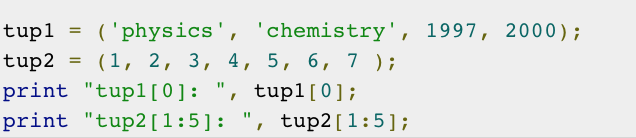 tup1 = ('physics', 'chemistry', 1997, 2000);
tup2 = (1, 2, 3, 4, 5, 6, 7 );
print "tup1[0]: ", tup1[0];
print "tup2[1:5]: ", tup2[1:5];